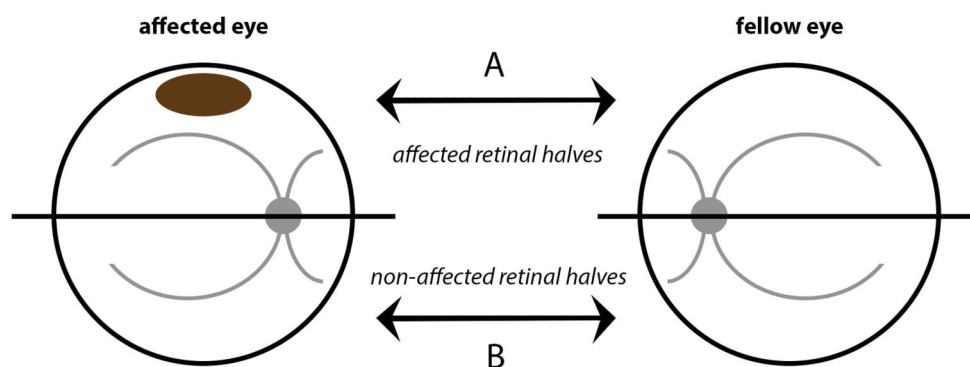 affected eye
fellow eye
A
affected retinal halves
non-affected retinal halves
B